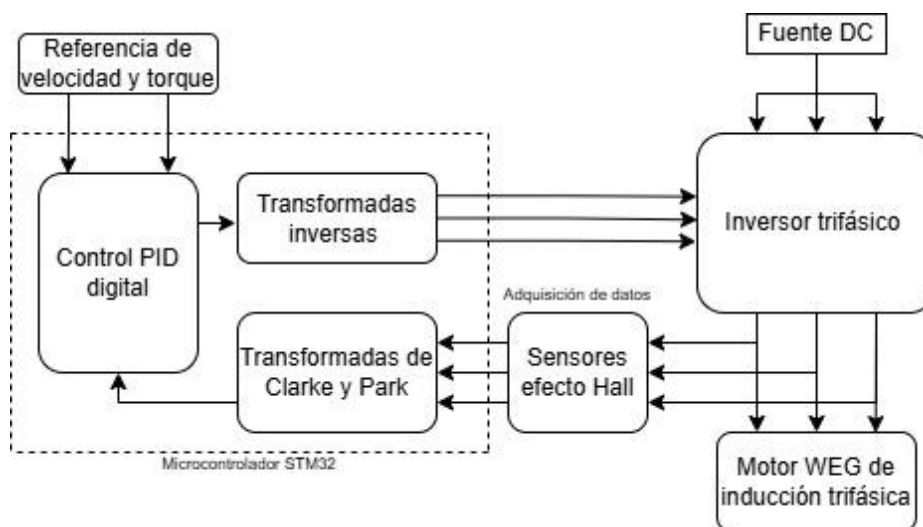 Referencia de
velocidad y torque
Fuente DC
Control PID
digital
Transformadas
inversas
Inversor trifásico
Adquisición de datos
Transformadas de
Clarke y Park
Sensores
efecto Hall
Microcontrolador STM32
Motor WEG de
inducción trifásica